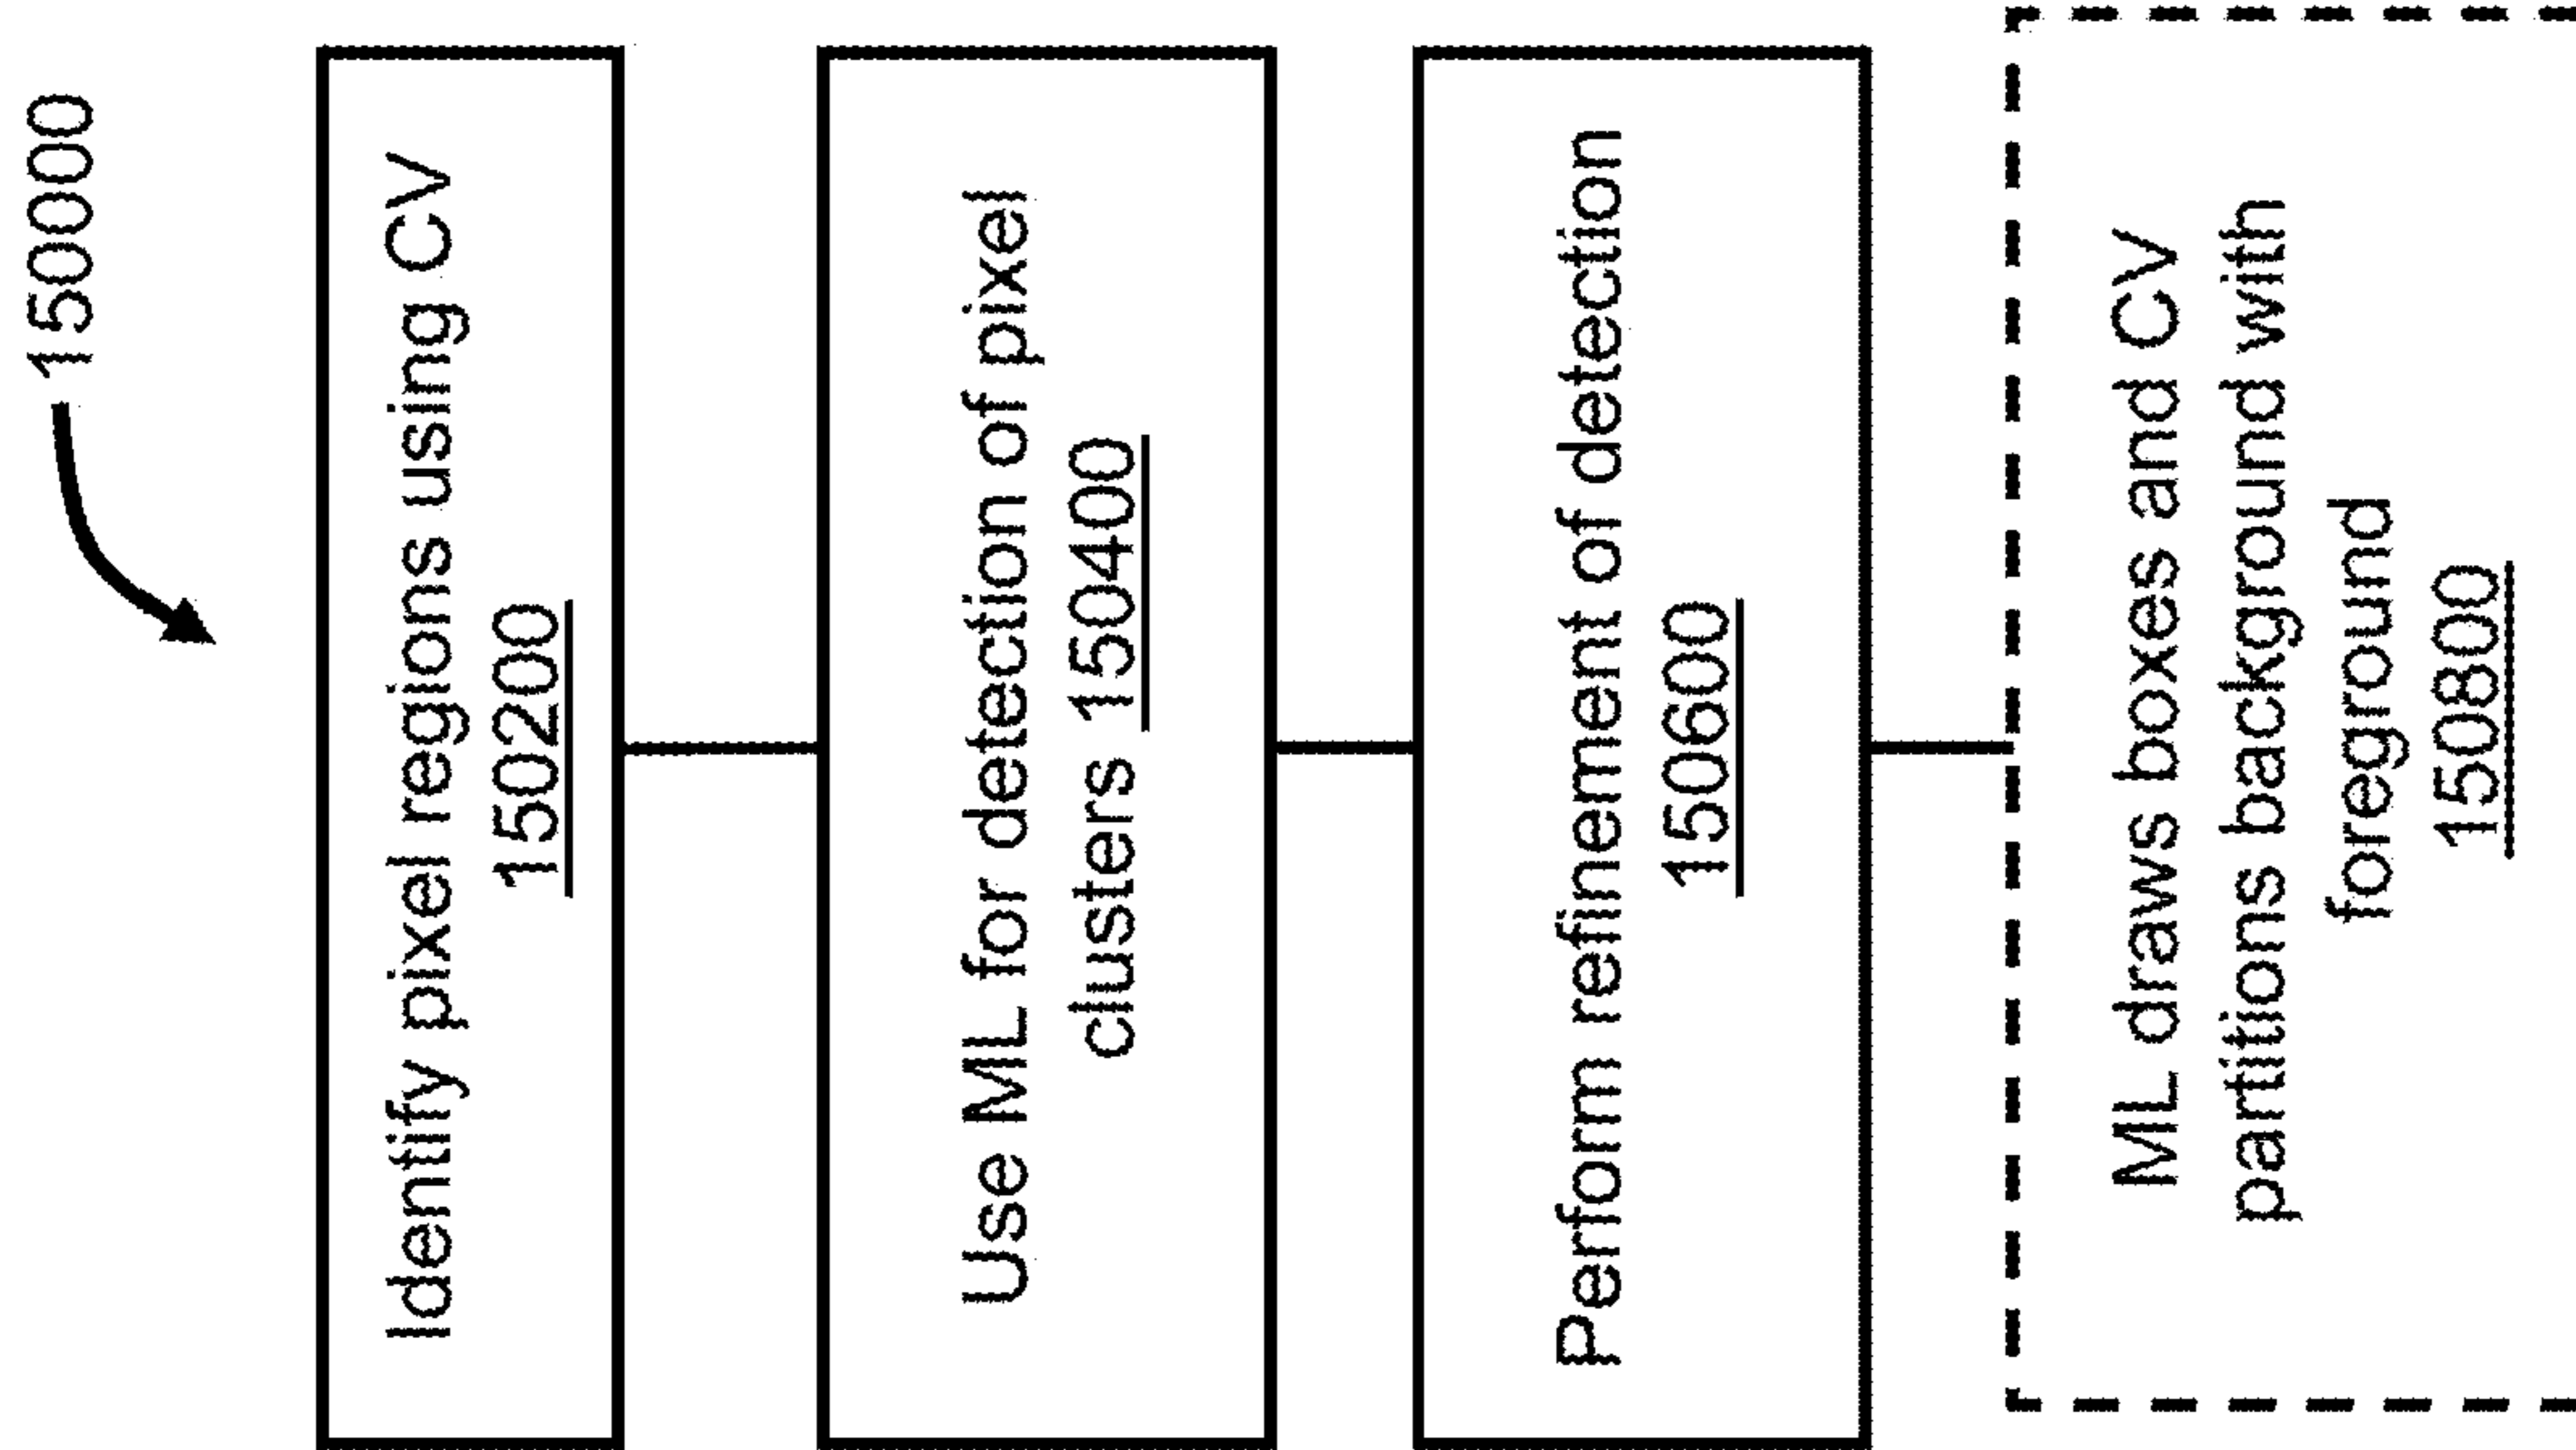 150000
Identify pixel regions using CV
150200
Use ML for detection of pixel
clusters 150400
Perform refinement of detection
150600
ML draws boxes and CV
partitions background with
foreground
150800